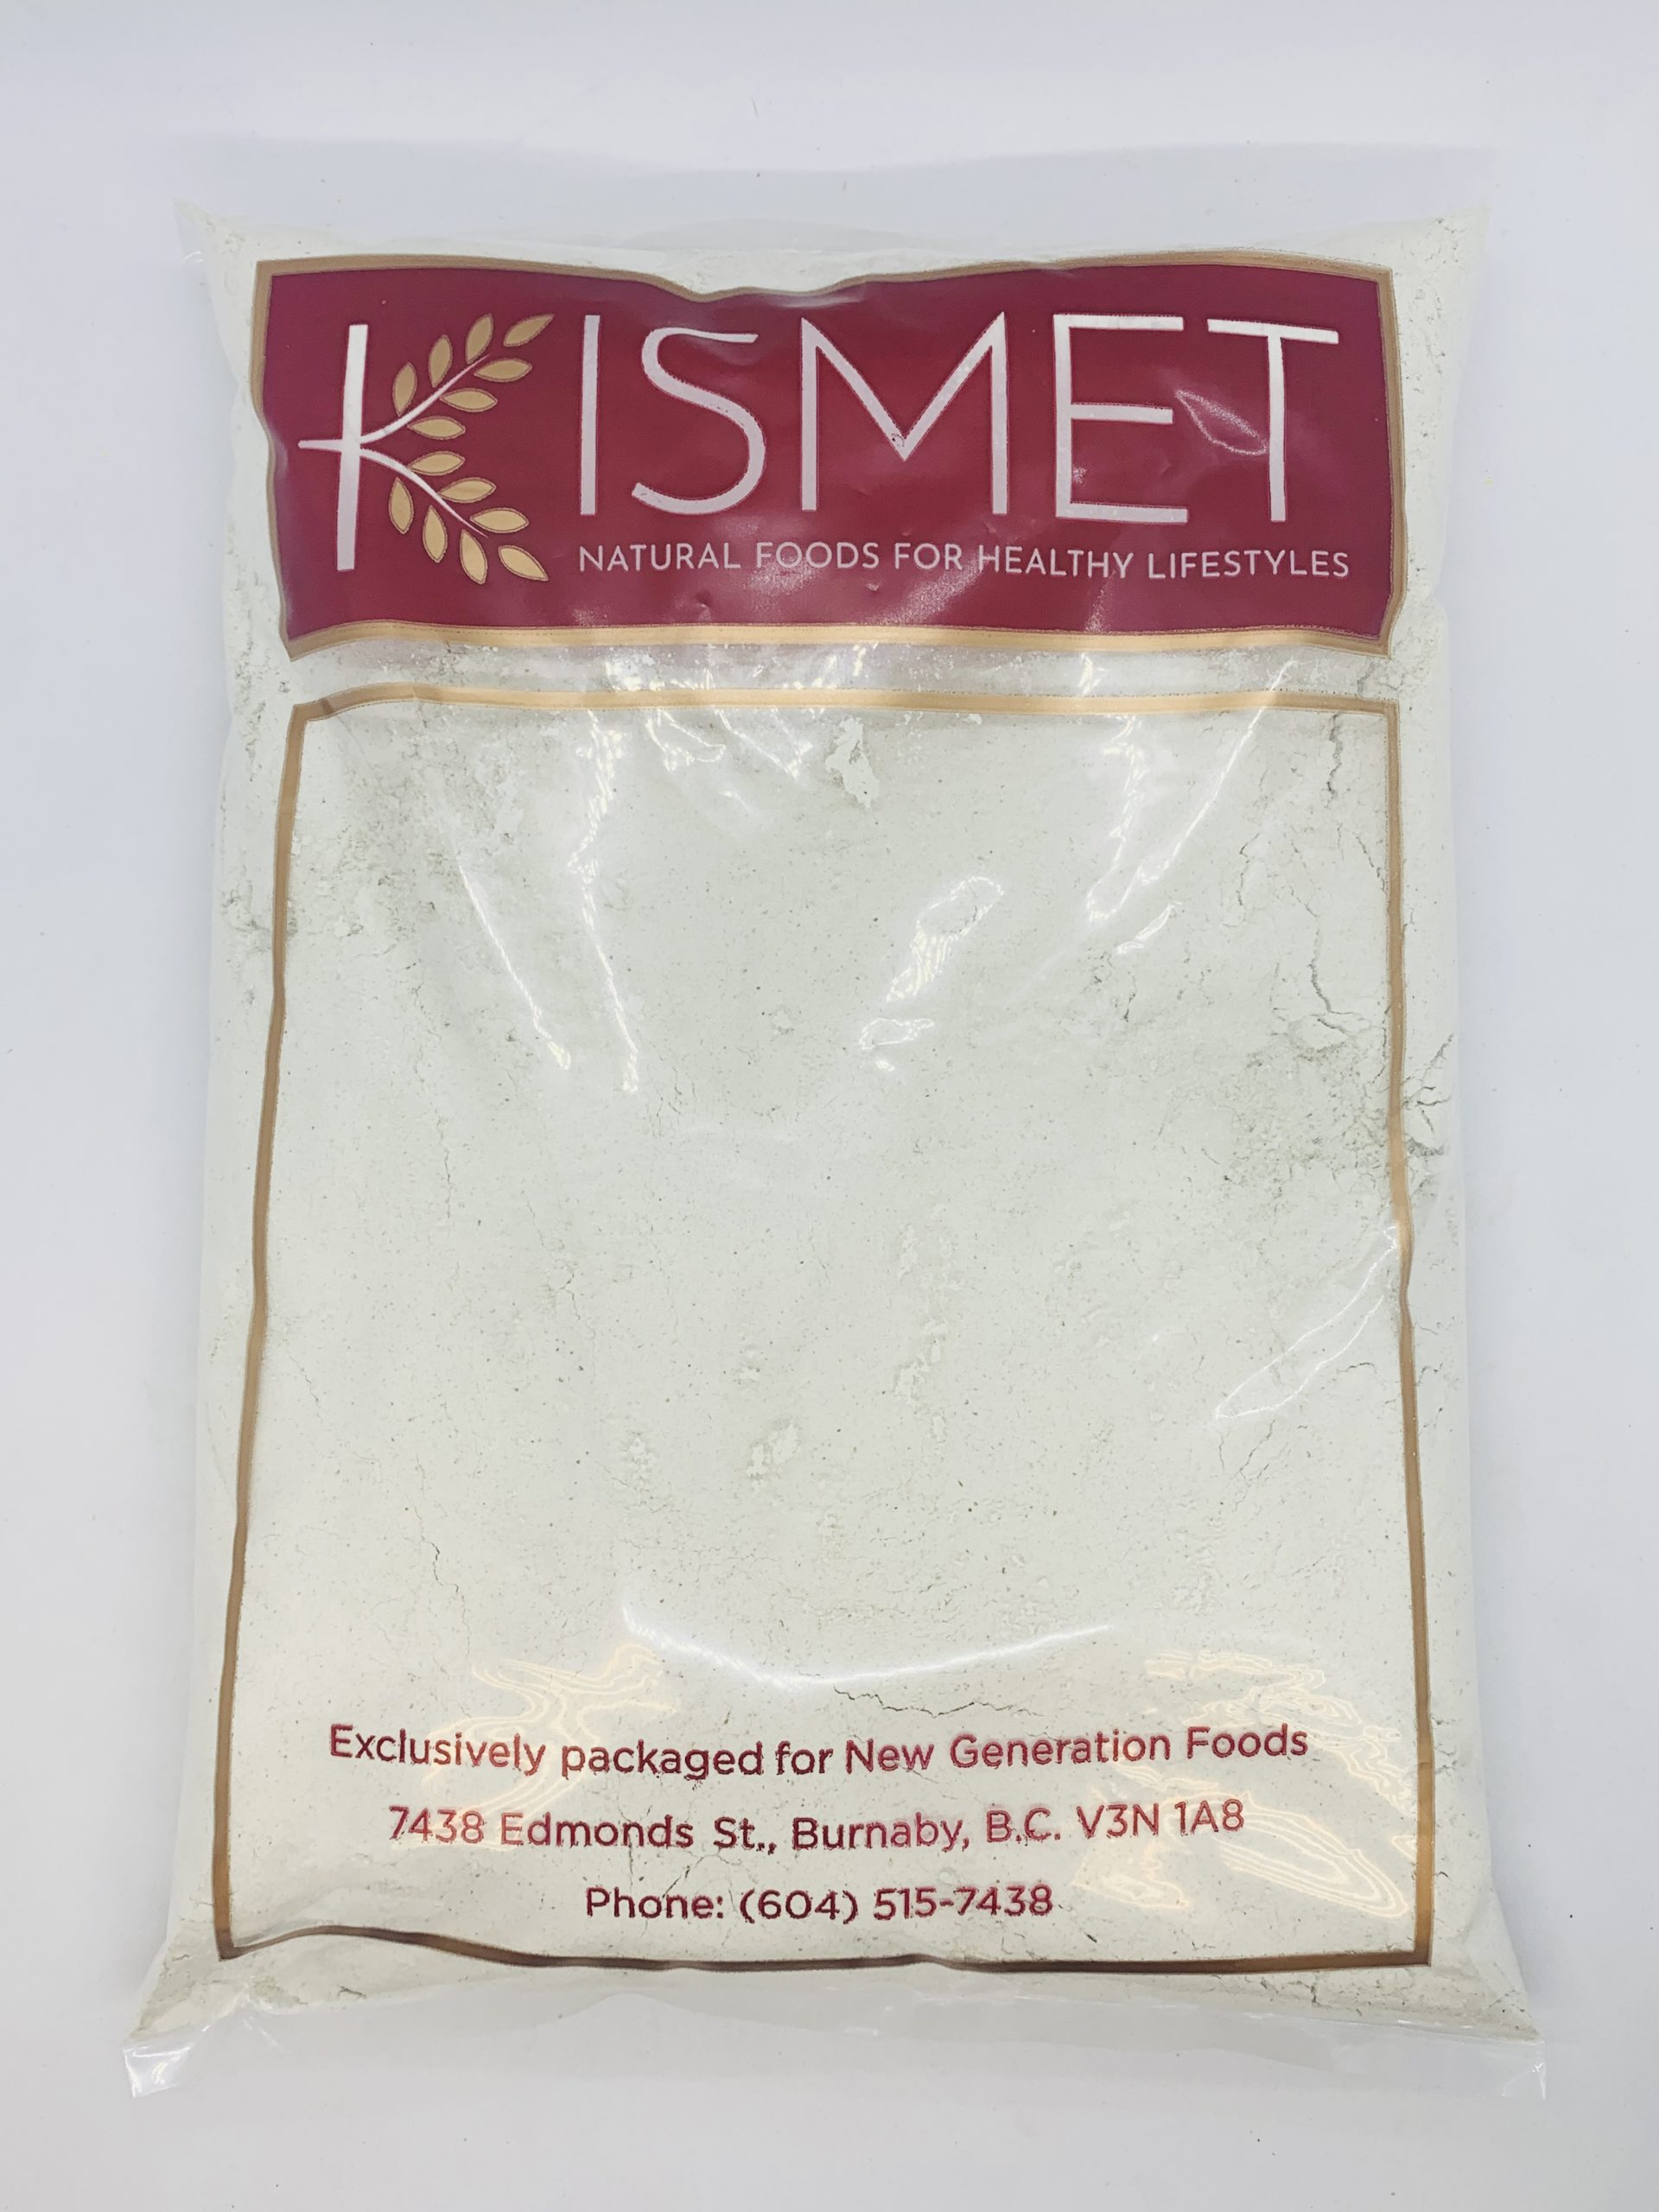 KISMET
NATURAL FOODS FOR HEALTHY LIFESTYLES
Exclusively packaged for New Generation Foods
7438 Edmonds St., Burnaby, B.C. V3N 1A8
Phone: (604) 515-7438